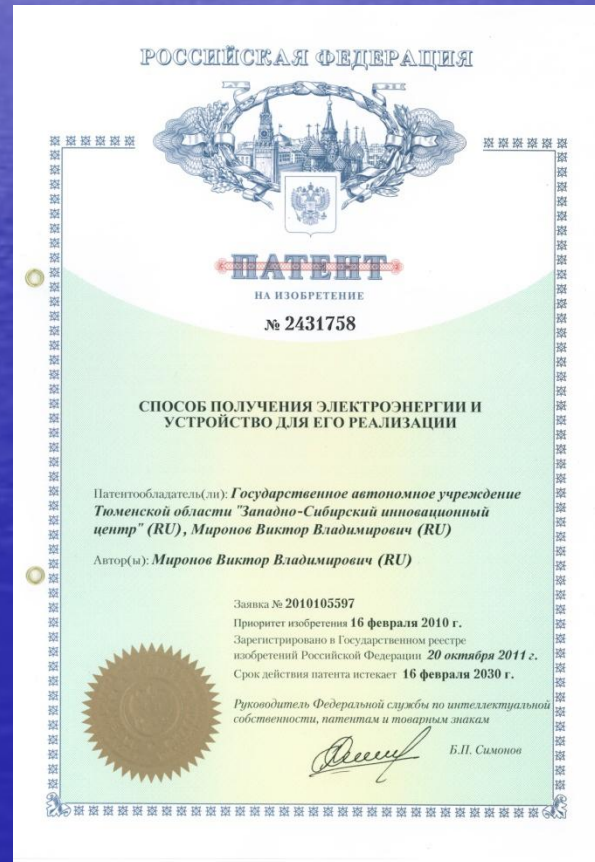 РОССИЙСКАЯ ФЕДЕРАЦИЯ
ПАТЕНТ
НА ИЗОБРЕТЕНИЕ
№ 2431758
СПОСОБ ПОЛУЧЕНИЯ ЭЛЕКТРОЭНЕРГИИ И
УСТРОЙСТВО ДЛЯ ЕГО РЕАЛИЗАЦИИ
Патентообладатель(ли): Государственное автономное учреждение
Тюменской области "Западно-Сибирский инновационный
центр" (RU), Миронов Виктор Владимирович (RU)
Автор(ы): Миронов Виктор Владимирович (RU)
Заявка № 2010105597
Приоритет изобретения 16 февраля 2010 г.
Зарегистрировано в Государственном реестре
изобретений Российской Федерации 20 октября 2011 г.
Срок действия патента истекает 16 февраля 2030 г.
Руководитель Федеральной службы по интеллектуальной
собственности, патентам и товарным знакам
Б.П. Симонов